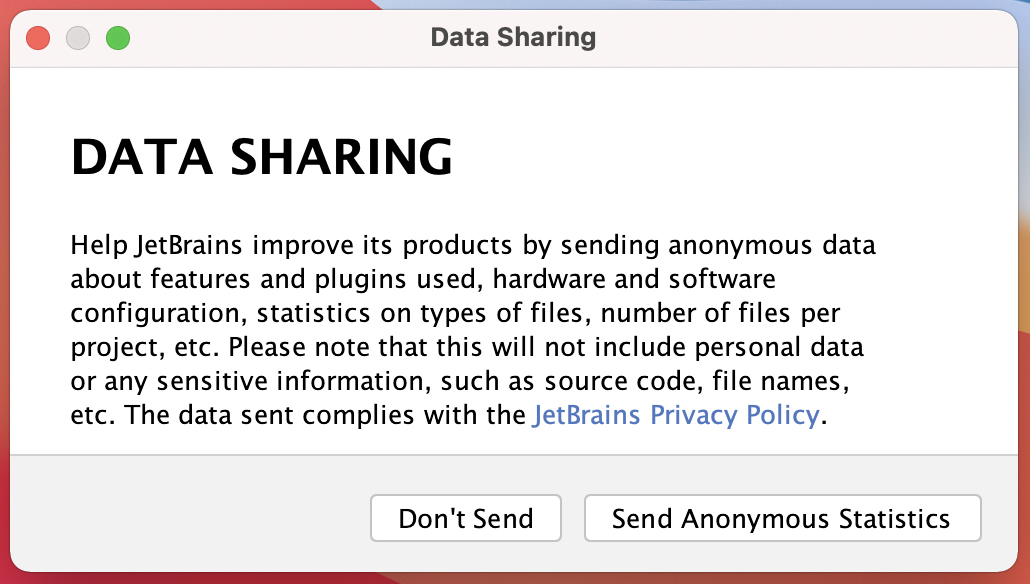 Data Sharing
DATA SHARING
Help JetBrains improve its products by sending anonymous data
about features and plugins used, hardware and software
configuration, statistics on types of files, number of files per
project, etc. Please note that this will not include personal data
or any sensitive information, such as source code, file names,
etc. The data sent complies with the JetBrains Privacy Policy.
Don't Send
Send Anonymous Statistics